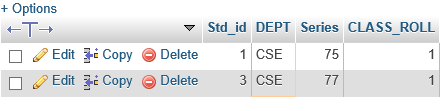 + Options
←T→ Std_id DEPT Series CLASS_ROLL
Edit Copy Delete 1 CSE 75 1
Edit Copy Delete 3 CSE 77 1